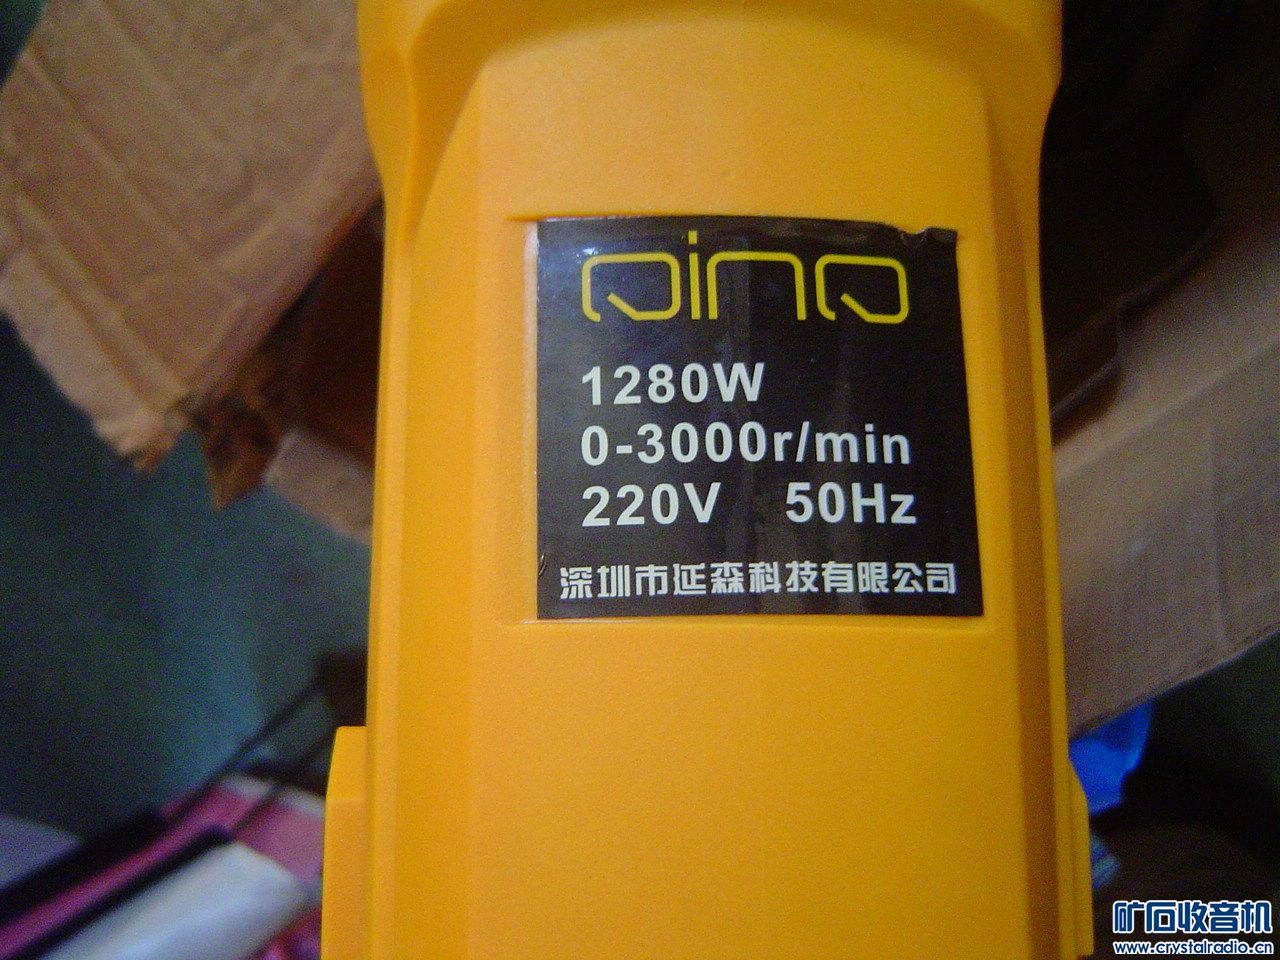 QINQ
1280W
0-3000r/min
220V 50Hz
深圳市延森科技有限公司
矿石收音机
www.crystalradio.cn